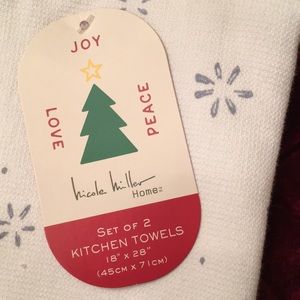 JOY
LOVE
PEACE
nicole miller
Home
SET OF 2
KITCHEN TOWELS
18" x 28"
(45CM x 71CM)